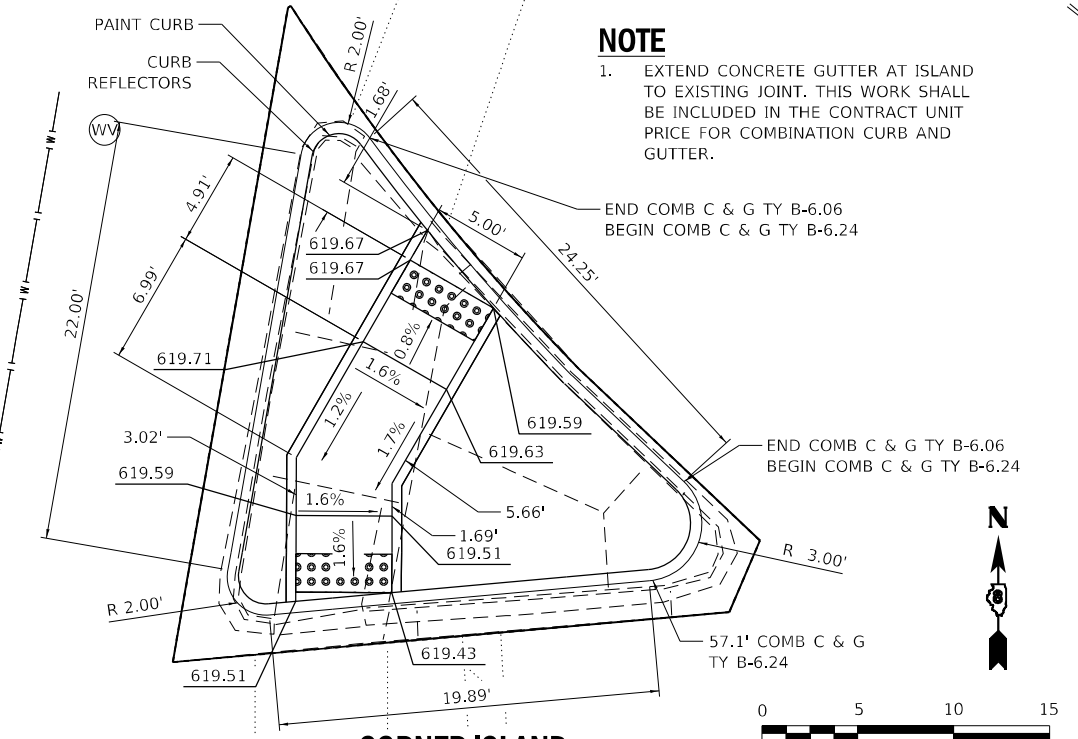 PAINT CURB
CURB
REFLECTORS
R 2.00'
1.68'
NOTE
1. EXTEND CONCRETE GUTTER AT ISLAND
TO EXISTING JOINT. THIS WORK SHALL
BE INCLUDED IN THE CONTRACT UNIT
PRICE FOR COMBINATION CURB AND
GUTTER.
WV
W
W
W
4.91'
5.00'
END COMB C & G TY B-6.06
BEGIN COMB C & G TY B-6.24
24.25'
619.67
619.67
6.99'
22.00'
619.71
0.8%
1.6%
1.2%
1.7%
619.59
619.63
3.02'
619.59
END COMB C & G TY B-6.06
BEGIN COMB C & G TY B-6.24
5.66'
1.6%
1.69'
619.51
1.6%
N
R 3.00'
R 2.00'
57.1' COMB C & G
TY B-6.24
619.43
619.51
19.89'
0 5 10 15
CORNER ISLAND